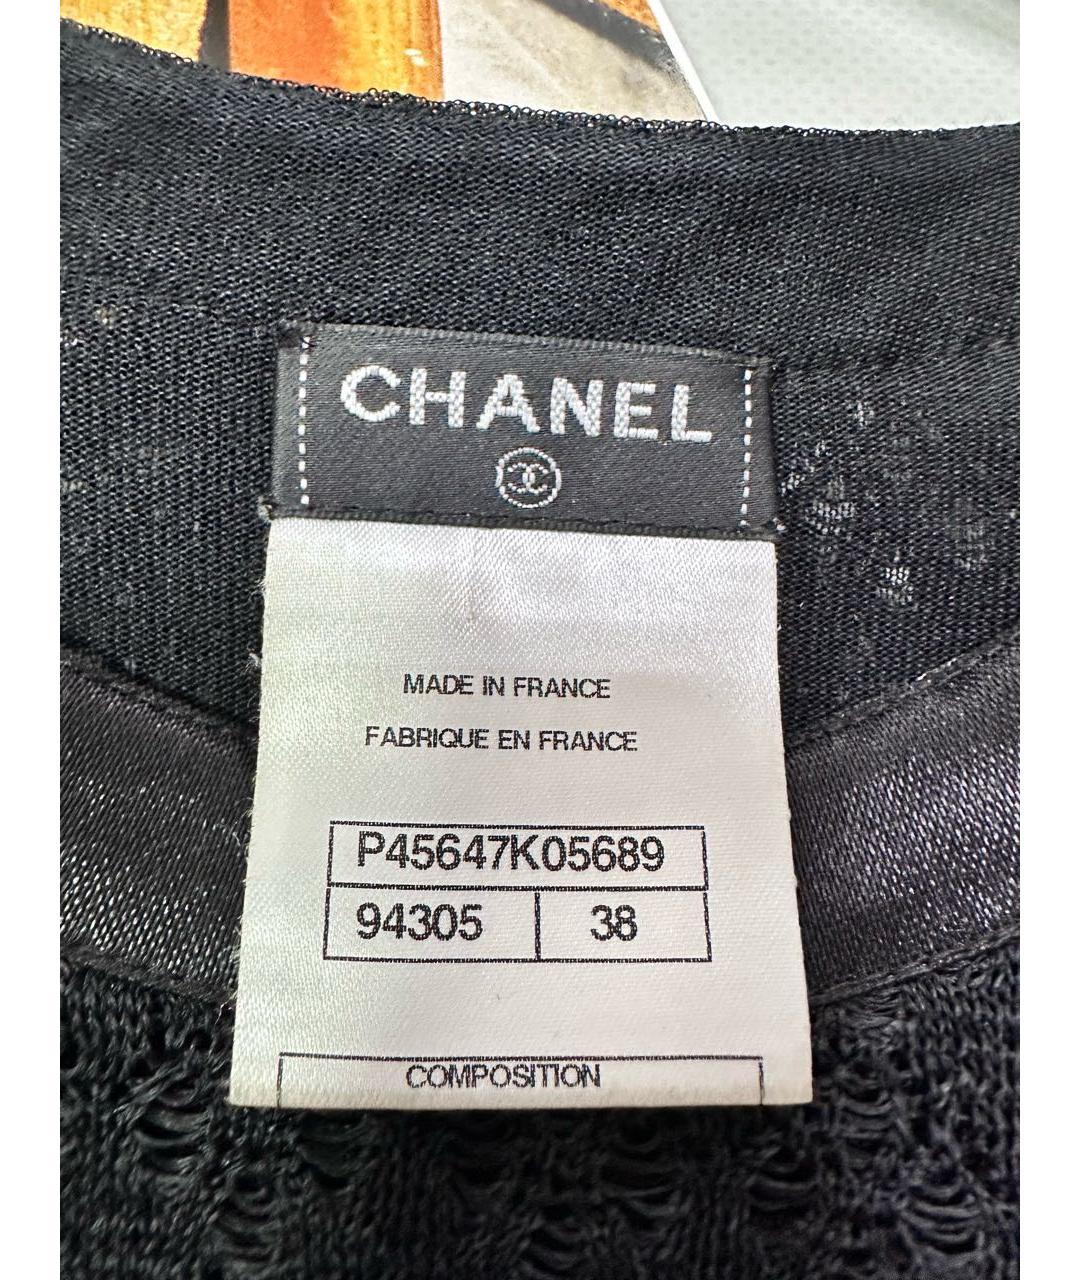 CHANEL
MADE IN FRANCE
FABRIQUE EN FRANCE
P45647K05689
94305 38
COMPOSITION